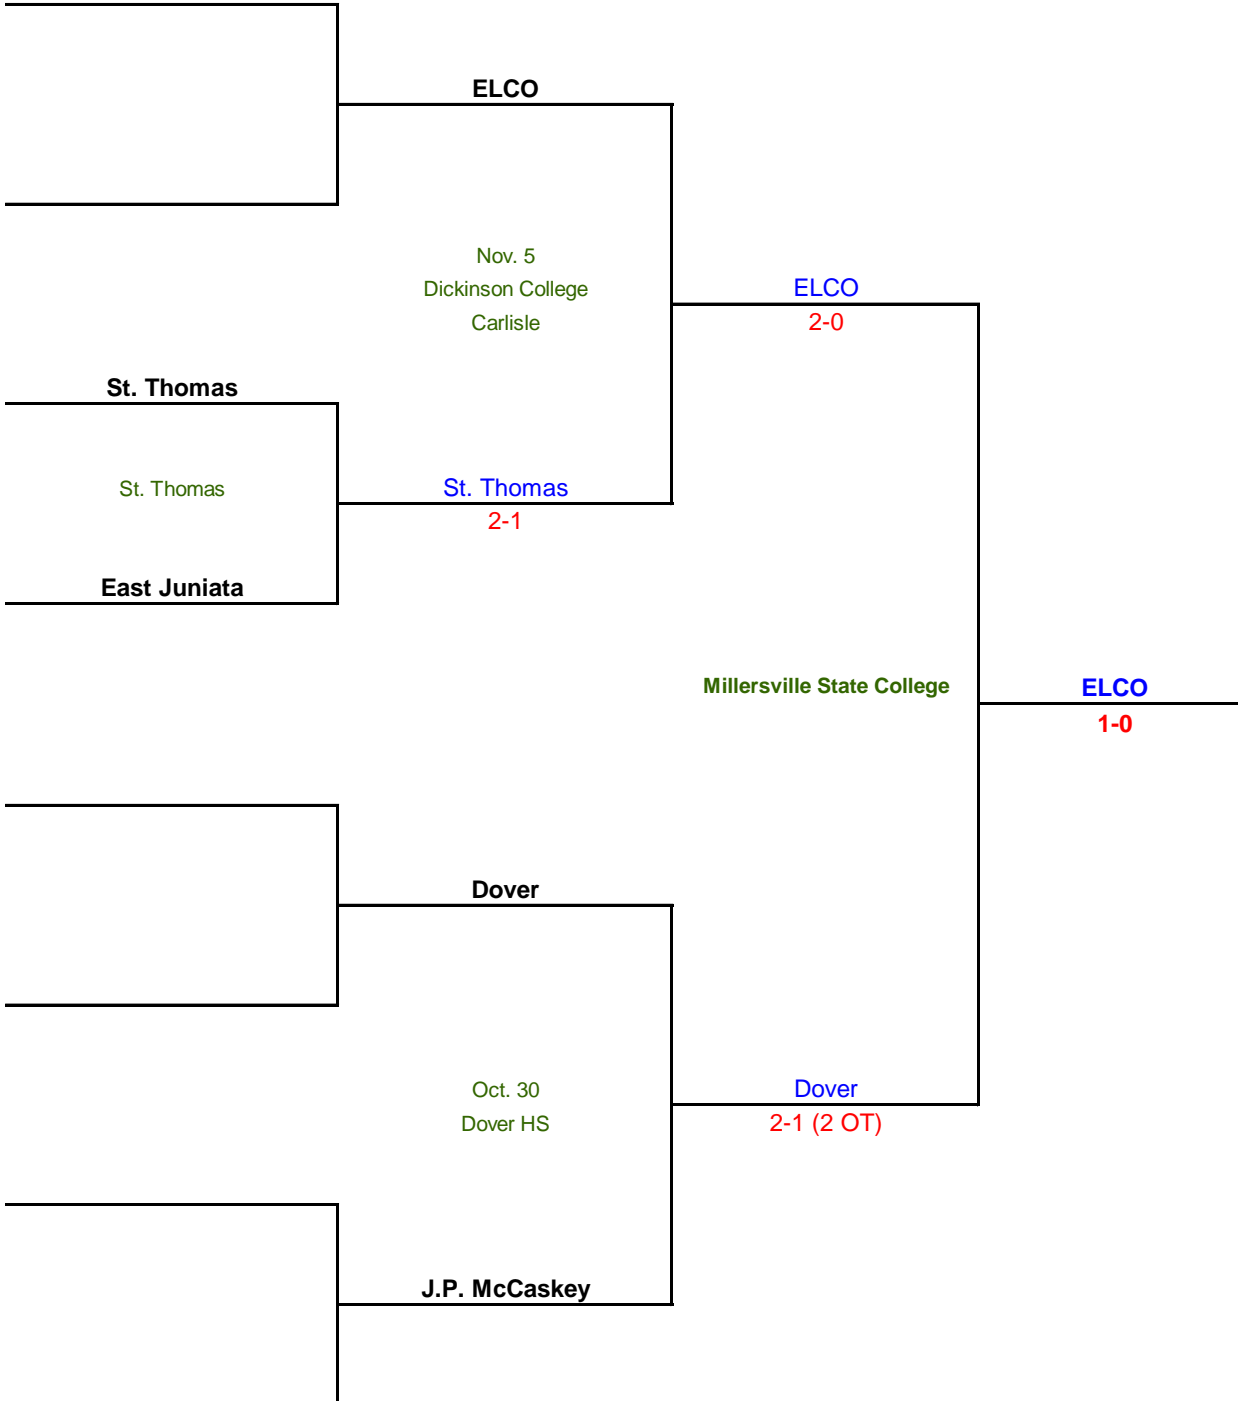 ELCO
Nov. 5
Dickinson College
Carlisle
ELCO
2-0
St. Thomas
St. Thomas
St. Thomas
2-1
East Juniata
Millersville State College
ELCO
1-0
Dover
Oct. 30
Dover HS
Dover
2-1 (2 OT)
J.P. McCaskey